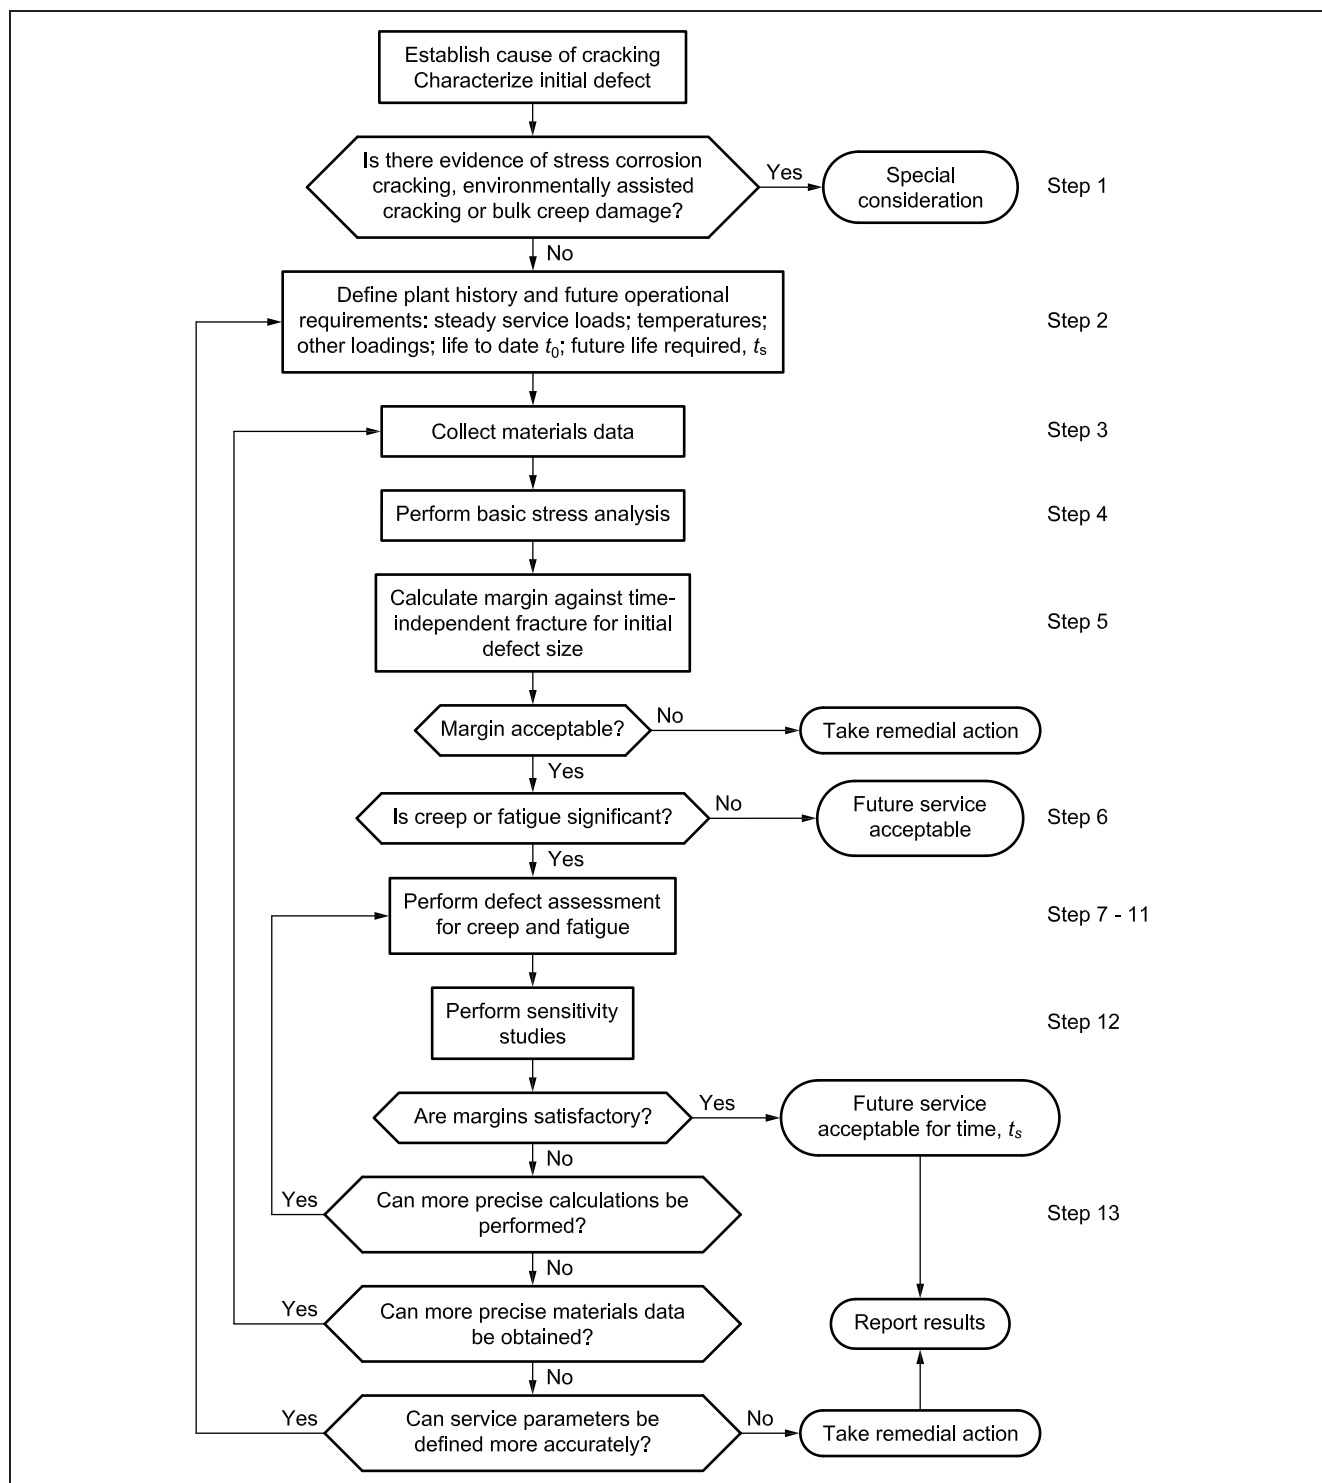 Establish cause of cracking
Characterize initial defect
Is there evidence of stress corrosion
cracking, environmentally assisted
cracking or bulk creep damage?
Yes
Special
consideration
Step 1
No
Define plant history and future operational
requirements: steady service loads; temperatures;
other loadings; life to date t0; future life required, ts
Step 2
Collect materials data
Step 3
Perform basic stress analysis
Step 4
Calculate margin against time-
independent fracture for initial
defect size
Step 5
Margin acceptable?
No
Take remedial action
Yes
Is creep or fatigue significant?
No
Future service
acceptable
Step 6
Yes
Perform defect assessment
for creep and fatigue
Step 7 - 11
Perform sensitivity
studies
Step 12
Are margins satisfactory?
Yes
Future service
acceptable for time, ts
No
Yes
Can more precise calculations be
performed?
Step 13
No
Yes
Can more precise materials data
be obtained?
Report results
No
Yes
Can service parameters be
defined more accurately?
No
Take remedial action